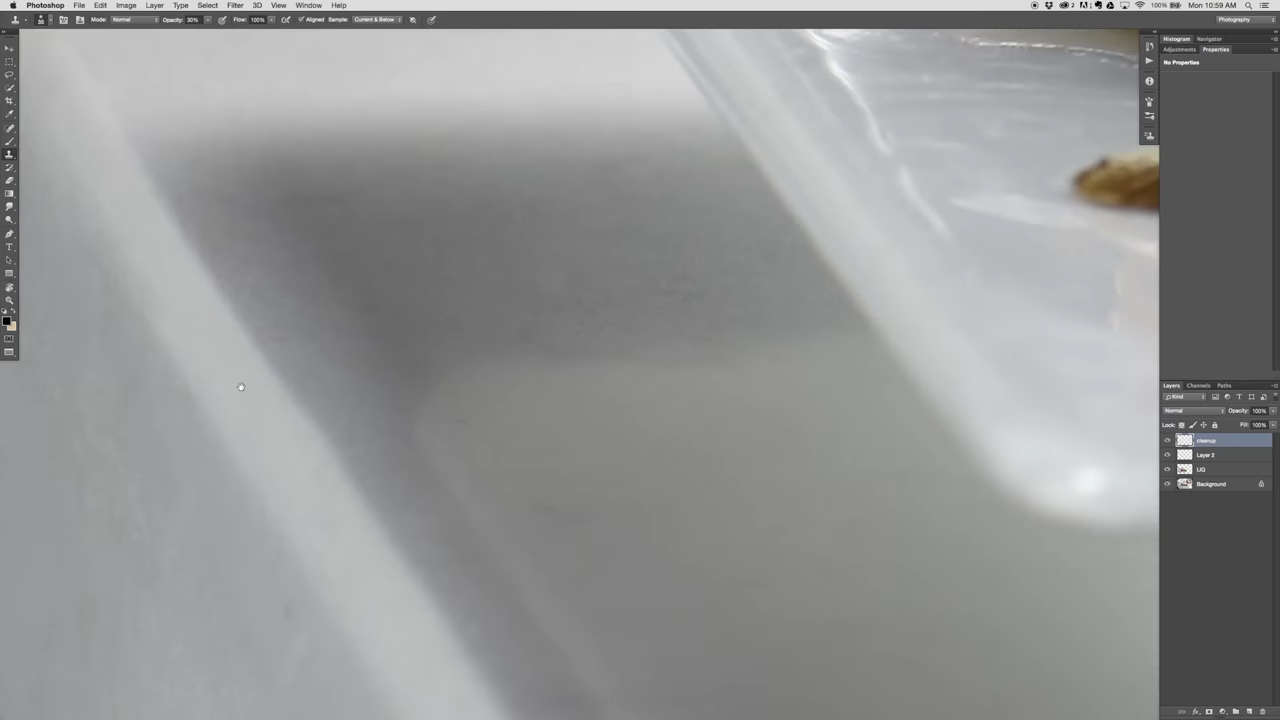 Photoshop File Edit Image Layer Type Select Filter 3D View Window Help 100% Mon 10:59 AM
Mode: Normal Opacity: 30% Flow: 100% Aligned Sample: Current & Below Photography
Histogram Navigator
Adjustments Properties
No Properties
Layers Channels Paths
Kind
Normal Opacity: 100%
Lock: Fill: 100%
cleanup
Layer 2
LIQ
Background